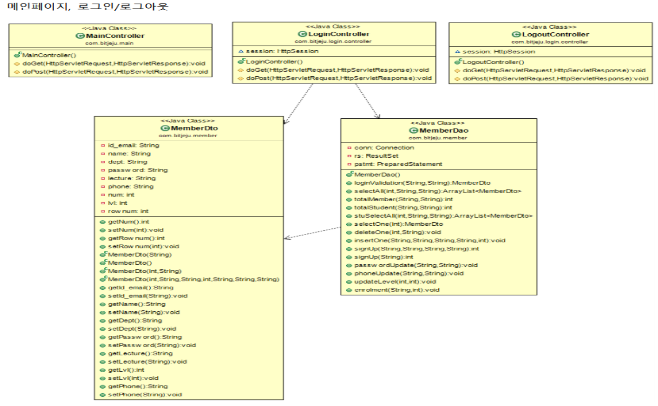 메인페이지, 로그인/로그아웃
<<Java Class>>
MainController
com.bitjeju.main
MainController()
doGet(HttpServletRequest,HttpServletResponse):void
doPost(HttpServletRequest,HttpServletResponse):void
<<Java Class>>
LoginController
com.bitjeju.login.controller
session: HttpSession
LoginController()
doGet(HttpServletRequest,HttpServletResponse):void
doPost(HttpServletRequest,HttpServletResponse):void
<<Java Class>>
LogoutController
com.bitjeju.login.controller
session: HttpSession
LogoutController()
doGet(HttpServletRequest,HttpServletResponse):void
doPost(HttpServletRequest,HttpServletResponse):void
<<Java Class>>
MemberDto
com.bitjeju.member
id_email: String
name: String
dept: String
password: String
lecture: String
phone: String
num: int
lvl: int
rownum: int
getNum():int
setNum(int):void
getRownum():int
setRownum(int):void
MemberDto(String)
MemberDto()
MemberDto(int,String)
MemberDto(int,String,String,int,String,String,String)
getId_email():String
setId_email(String):void
getName():String
setName(String):void
getDept():String
setDept(String):void
getPassword():String
setPassword(String):void
getLecture():String
setLecture(String):void
getLvl():int
setLvl(int):void
getPhone():String
setPhone(String):void
<<Java Class>>
MemberDao
com.bitjeju.member
conn: Connection
rs: ResultSet
pstmt: PreparedStatement
MemberDao()
loginValidation(String,String):MemberDto
selectAll(int,String,String):ArrayList<MemberDto>
totalMember(String,String):int
totalStudent(String,String):int
stuSelectAll(int,String,String):ArrayList<MemberDto>
selectOne(int):MemberDto
deleteOne(int,String):void
insertOne(String,String,String,String,int):void
signUp(String,String,String,String):int
signUp(String):int
passwordUpdate(String,String):void
phoneUpdate(String,String):void
updateLevel(int,int):void
enrolment(String,int):void